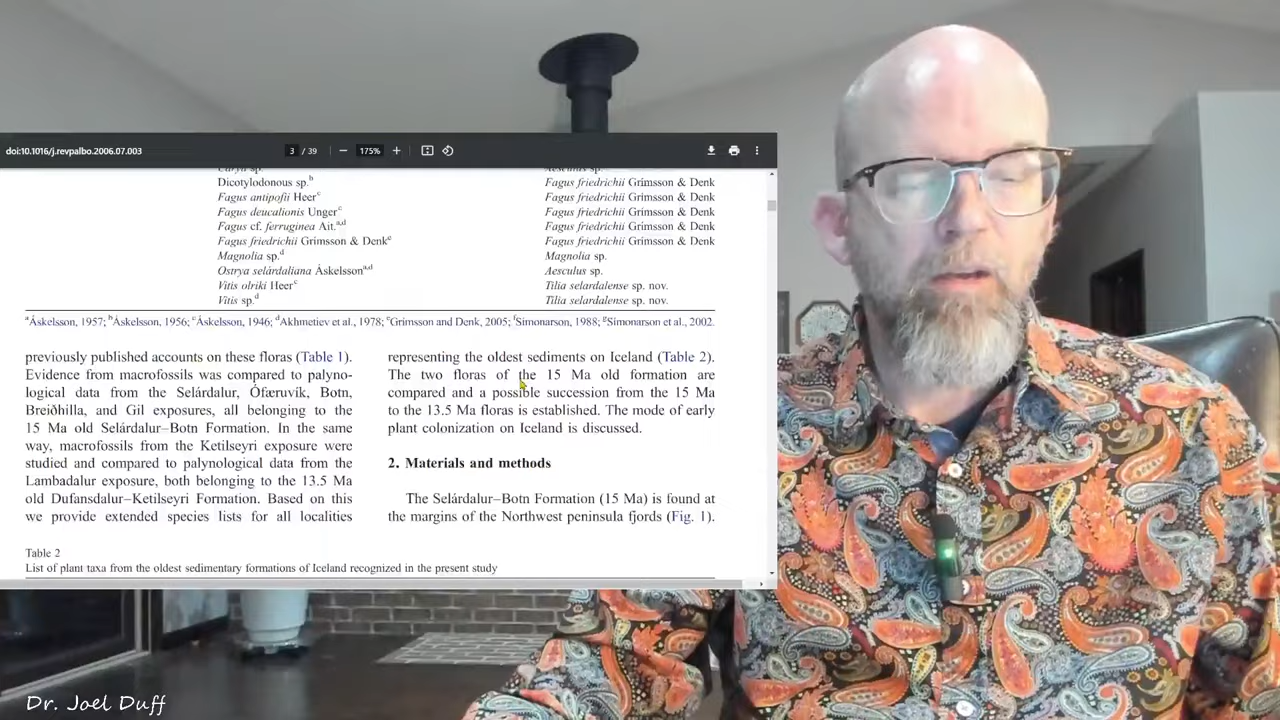 doi:10.1016/j.revpalbo.2006.07.003
3 / 39
175%
Aesculus sp.
Dicotylodonous sp.b Fagus friedrichii Grímsson & Denk
Fagus antipofii Heerc Fagus friedrichii Grímsson & Denk
Fagus deucalionis Ungerc Fagus friedrichii Grímsson & Denk
Fagus cf. ferruginea Ait.a,d Fagus friedrichii Grímsson & Denk
Fagus friedrichii Grímsson & Denke Fagus friedrichii Grímsson & Denk
Magnolia sp.d Magnolia sp.
Ostrya selárdaliana Áskelssona,d Aesculus sp.
Vitis olriki Heerc Tilia selardalense sp. nov.
Vitis sp.d Tilia selardalense sp. nov.
aÁskelsson, 1957; bÁskelsson, 1956; cÁskelsson, 1946; dAkhmetiev et al., 1978; eGrímsson and Denk, 2005; fSímonarson, 1988; gSímonarson et al., 2002.
previously published accounts on these floras (Table 1).
Evidence from macrofossils was compared to palyno-
logical data from the Selárdalur, Ófæruvík, Botn,
Breiðhilla, and Gil exposures, all belonging to the
15 Ma old Selárdalur–Botn Formation. In the same
way, macrofossils from the Ketilseyri exposure were
studied and compared to palynological data from the
Lambadalur exposure, both belonging to the 13.5 Ma
old Dufansdalur–Ketilseyri Formation. Based on this
we provide extended species lists for all localities
representing the oldest sediments on Iceland (Table 2).
The two floras of the 15 Ma old formation are
compared and a possible succession from the 15 Ma
to the 13.5 Ma floras is established. The mode of early
plant colonization on Iceland is discussed.
2. Materials and methods
The Selárdalur–Botn Formation (15 Ma) is found at
the margins of the Northwest peninsula fjords (Fig. 1).
Table 2
List of plant taxa from the oldest sedimentary formations of Iceland recognized in the present study
Dr. Joel Duff